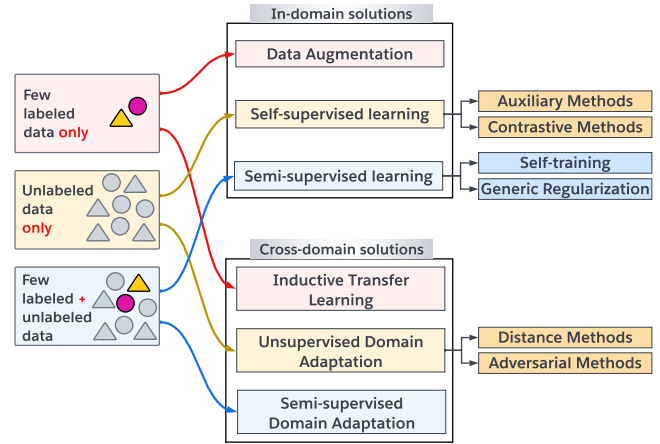 In-domain solutions
Data Augmentation
Few
labeled
data only
Self-supervised learning
Auxiliary Methods
Contrastive Methods
Semi-supervised learning
Self-training
Generic Regularization
Unlabeled
data
only
Cross-domain solutions
Few
labeled +
unlabeled
data
Inductive Transfer
Learning
Unsupervised Domain
Adaptation
Distance Methods
Adversarial Methods
Semi-supervised
Domain Adaptation